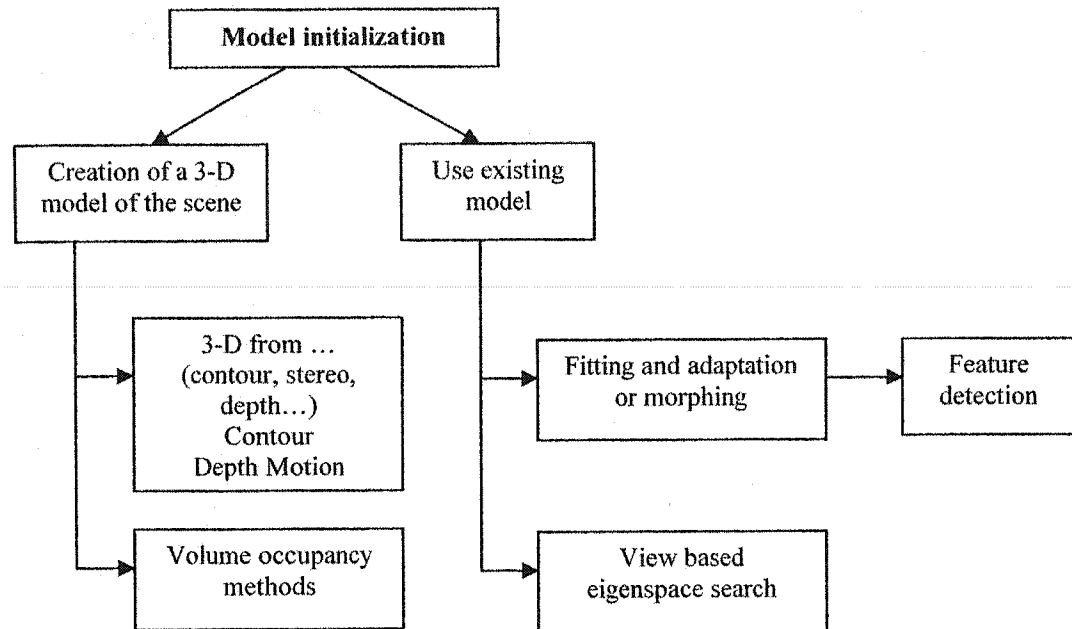 Model initialization
Creation of a 3-D
model of the scene
Use existing
model
3-D from …
(contour, stereo,
depth…)
Contour
Depth Motion
Fitting and adaptation
or morphing
Feature
detection
Volume occupancy
methods
View based
eigenspace search